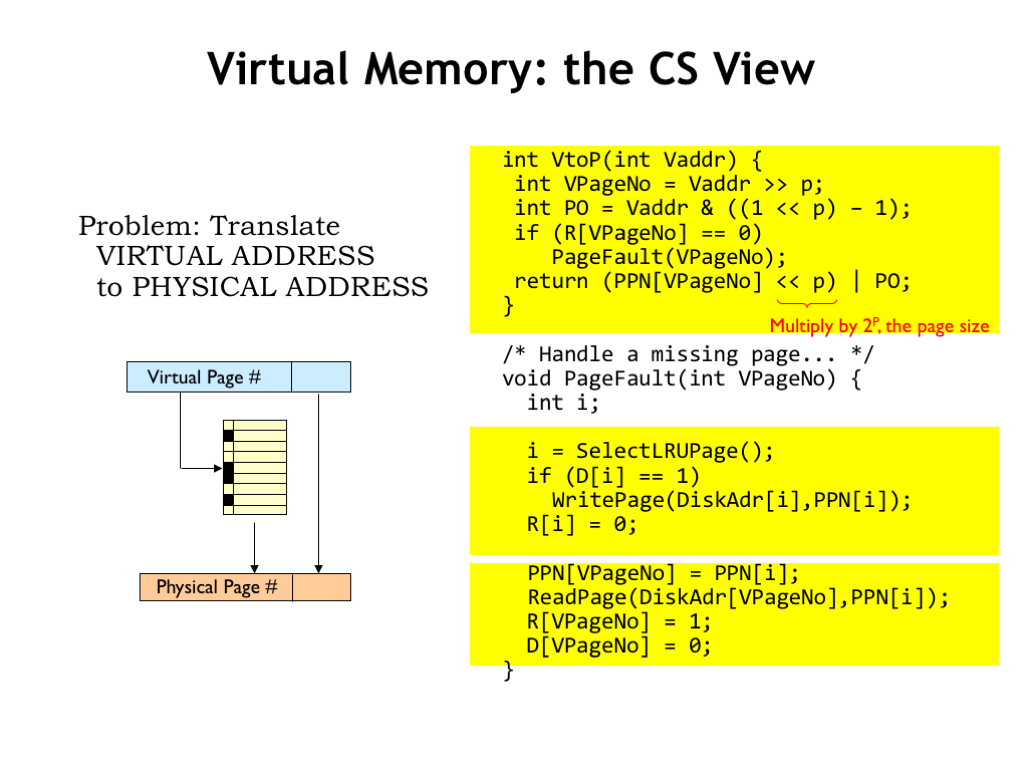 Virtual Memory: the CS View
Problem: Translate
VIRTUAL ADDRESS
to PHYSICAL ADDRESS
Virtual Page #
Physical Page #
int VtoP(int Vaddr) {
int VPageNo = Vaddr >> p;
int PO = Vaddr & ((1 << p) – 1);
if (R[VPageNo] == 0)
PageFault(VPageNo);
return (PPN[VPageNo] << p) | PO;
}
Multiply by 2ᴾ, the page size
/* Handle a missing page... */
void PageFault(int VPageNo) {
int i;
i = SelectLRUPage();
if (D[i] == 1)
WritePage(DiskAdr[i],PPN[i]);
R[i] = 0;
PPN[VPageNo] = PPN[i];
ReadPage(DiskAdr[VPageNo],PPN[i]);
R[VPageNo] = 1;
D[VPageNo] = 0;
}